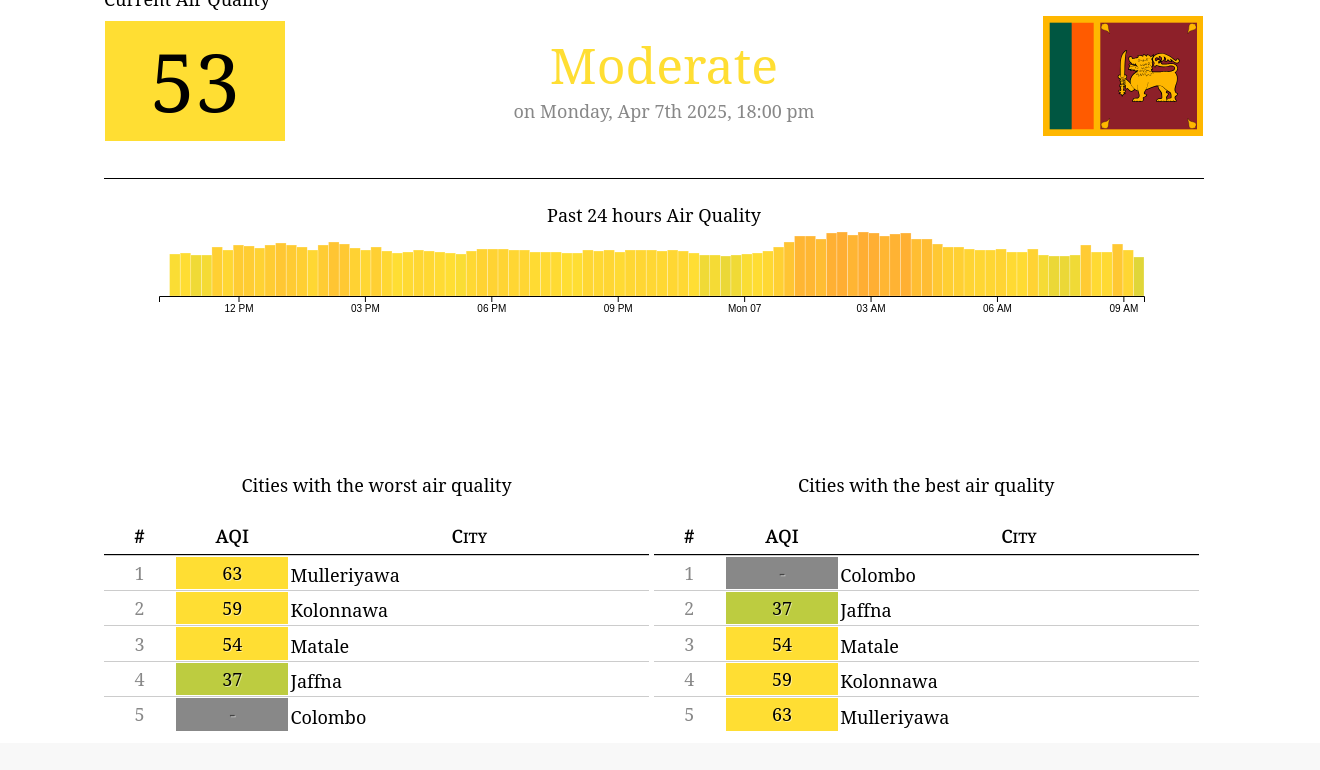 Current Air Quality
53
Moderate
on Monday, Apr 7th 2025, 18:00 pm
Past 24 hours Air Quality
12 PM 03 PM 06 PM 09 PM Mon 07 03 AM 06 AM 09 AM
Cities with the worst air quality
# AQI City
1 63 Mulleriyawa
2 59 Kolonnawa
3 54 Matale
4 37 Jaffna
5 - Colombo
Cities with the best air quality
# AQI City
1 - Colombo
2 37 Jaffna
3 54 Matale
4 59 Kolonnawa
5 63 Mulleriyawa